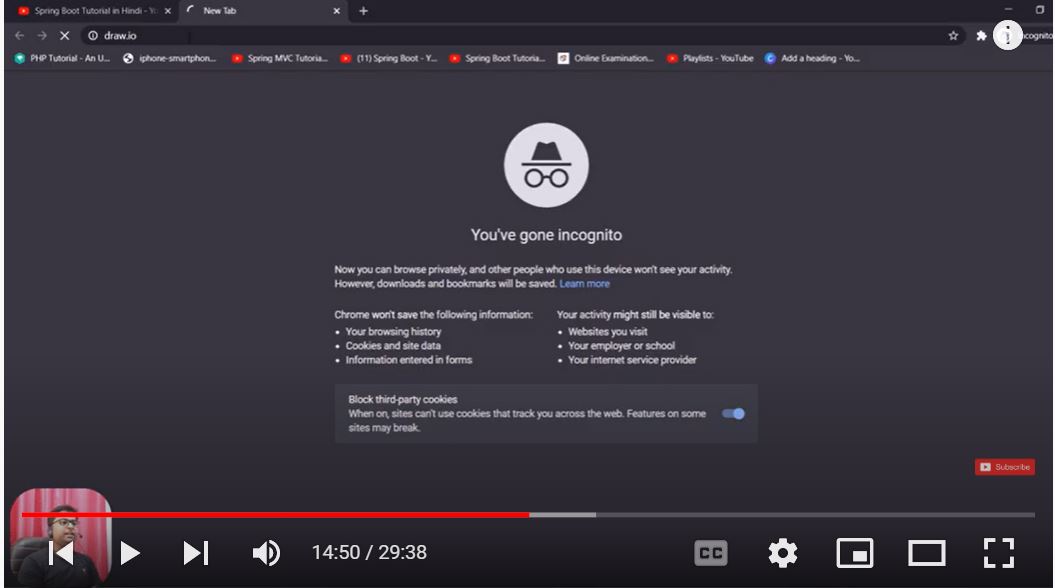 Spring Boot Tutorial in Hindi - Yo
New Tab
draw.io
Incognito
PHP Tutorial - An U...
iphone-smartphon...
Spring MVC Tutoria...
(11) Spring Boot - Y...
Spring Boot Tutoria...
Online Examination...
Playlists - YouTube
Add a heading - Yo...
You've gone incognito
Now you can browse privately, and other people who use this device won't see your activity.
However, downloads and bookmarks will be saved. Learn more
Chrome won't save the following information:
• Your browsing history
• Cookies and site data
• Information entered in forms
Your activity might still be visible to:
• Websites you visit
• Your employer or school
• Your internet service provider
Block third-party cookies
When on, sites can't use cookies that track you across the web. Features on some
sites may break.
Subscribe
14:50 / 29:38
CC